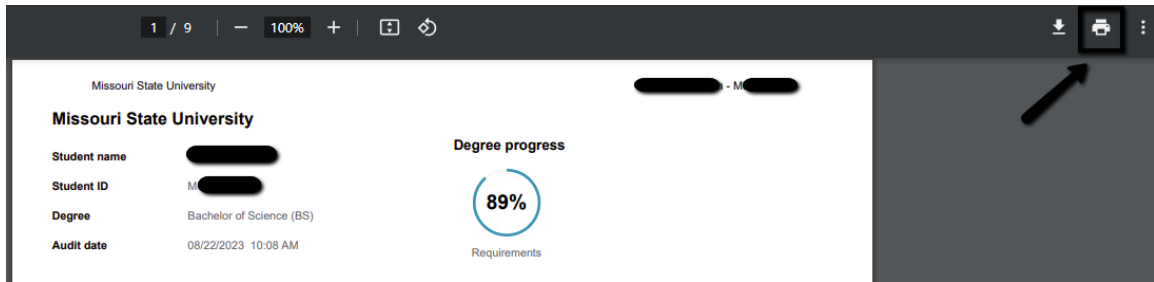 1 / 9 | — 100% + |
Missouri State University - M
Missouri State University
Student name
Student ID M
Degree Bachelor of Science (BS)
Audit date 08/22/2023 10:08 AM
Degree progress
89%
Requirements